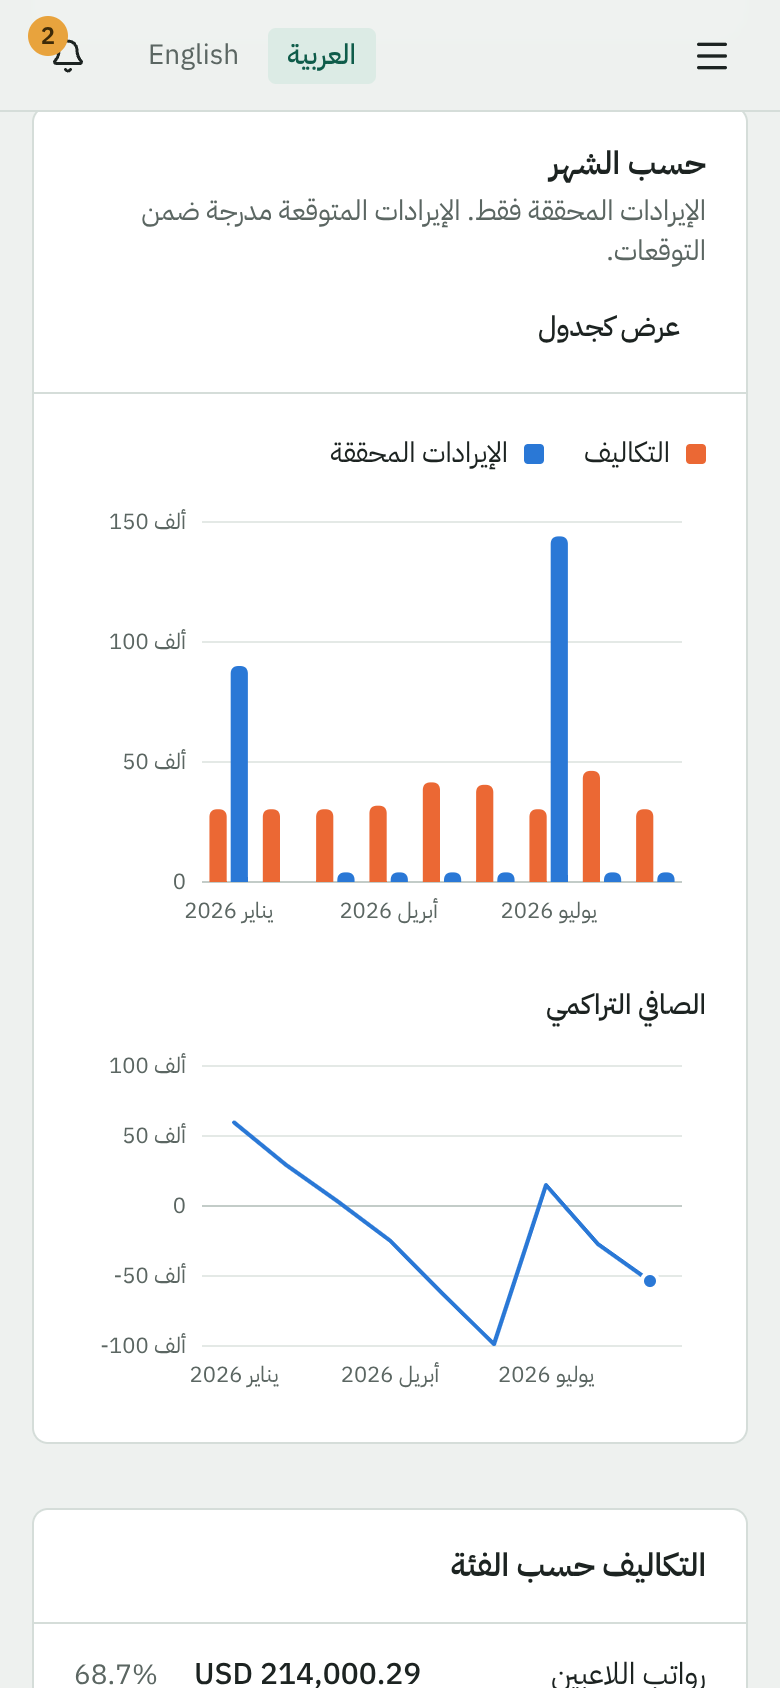 2
English
العربية
حسب الشهر
الإيرادات المحققة فقط. الإيرادات المتوقعة مدرجة ضمن
التوقعات.
عرض كجدول
التكاليف
الإيرادات المحققة
150 ألف
100 ألف
50 ألف
0
يناير 2026
أبريل 2026
يوليو 2026
الصافي التراكمي
100 ألف
50 ألف
0
-50 ألف
-100 ألف
يناير 2026
أبريل 2026
يوليو 2026
التكاليف حسب الفئة
رواتب اللاعبين USD 214,000.29 68.7%